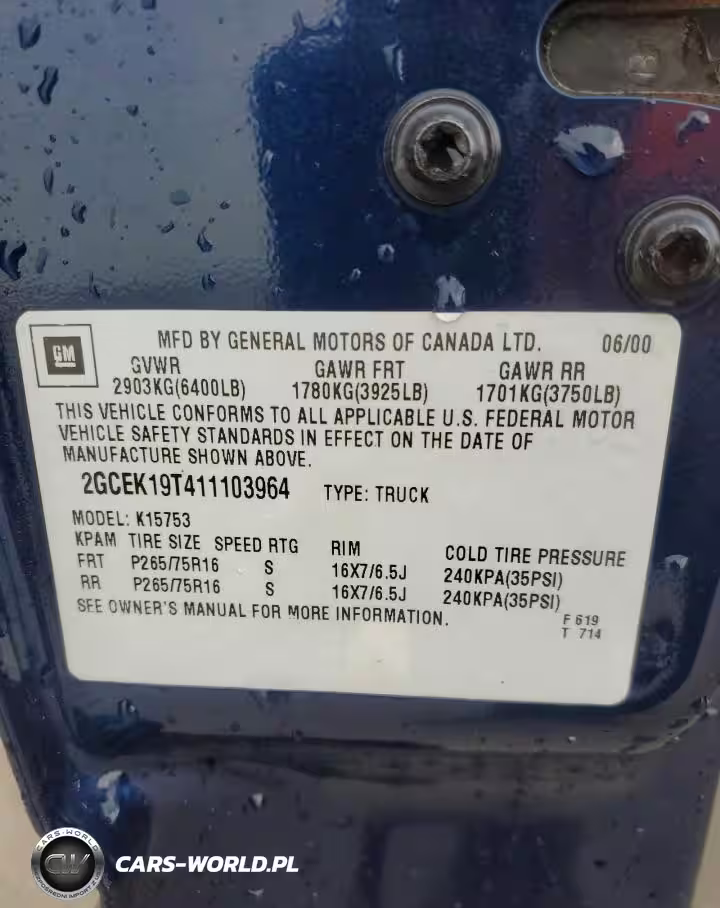 GM
MFD BY GENERAL MOTORS OF CANADA LTD. 06/00
GVWR GAWR FRT GAWR RR
2903KG(6400LB) 1780KG(3925LB) 1701KG(3750LB)
THIS VEHICLE CONFORMS TO ALL APPLICABLE U.S. FEDERAL MOTOR
VEHICLE SAFETY STANDARDS IN EFFECT ON THE DATE OF
MANUFACTURE SHOWN ABOVE.
2GCEK19T411103964 TYPE: TRUCK
MODEL: K15753
KPAM TIRE SIZE SPEED RTG RIM COLD TIRE PRESSURE
FRT P265/75R16 S 16X7/6.5J 240KPA(35PSI)
RR P265/75R16 S 16X7/6.5J 240KPA(35PSI)
SEE OWNER'S MANUAL FOR MORE INFORMATION.
F 619
T 714
CARS-WORLD
CW
CARS-WORLD.PL